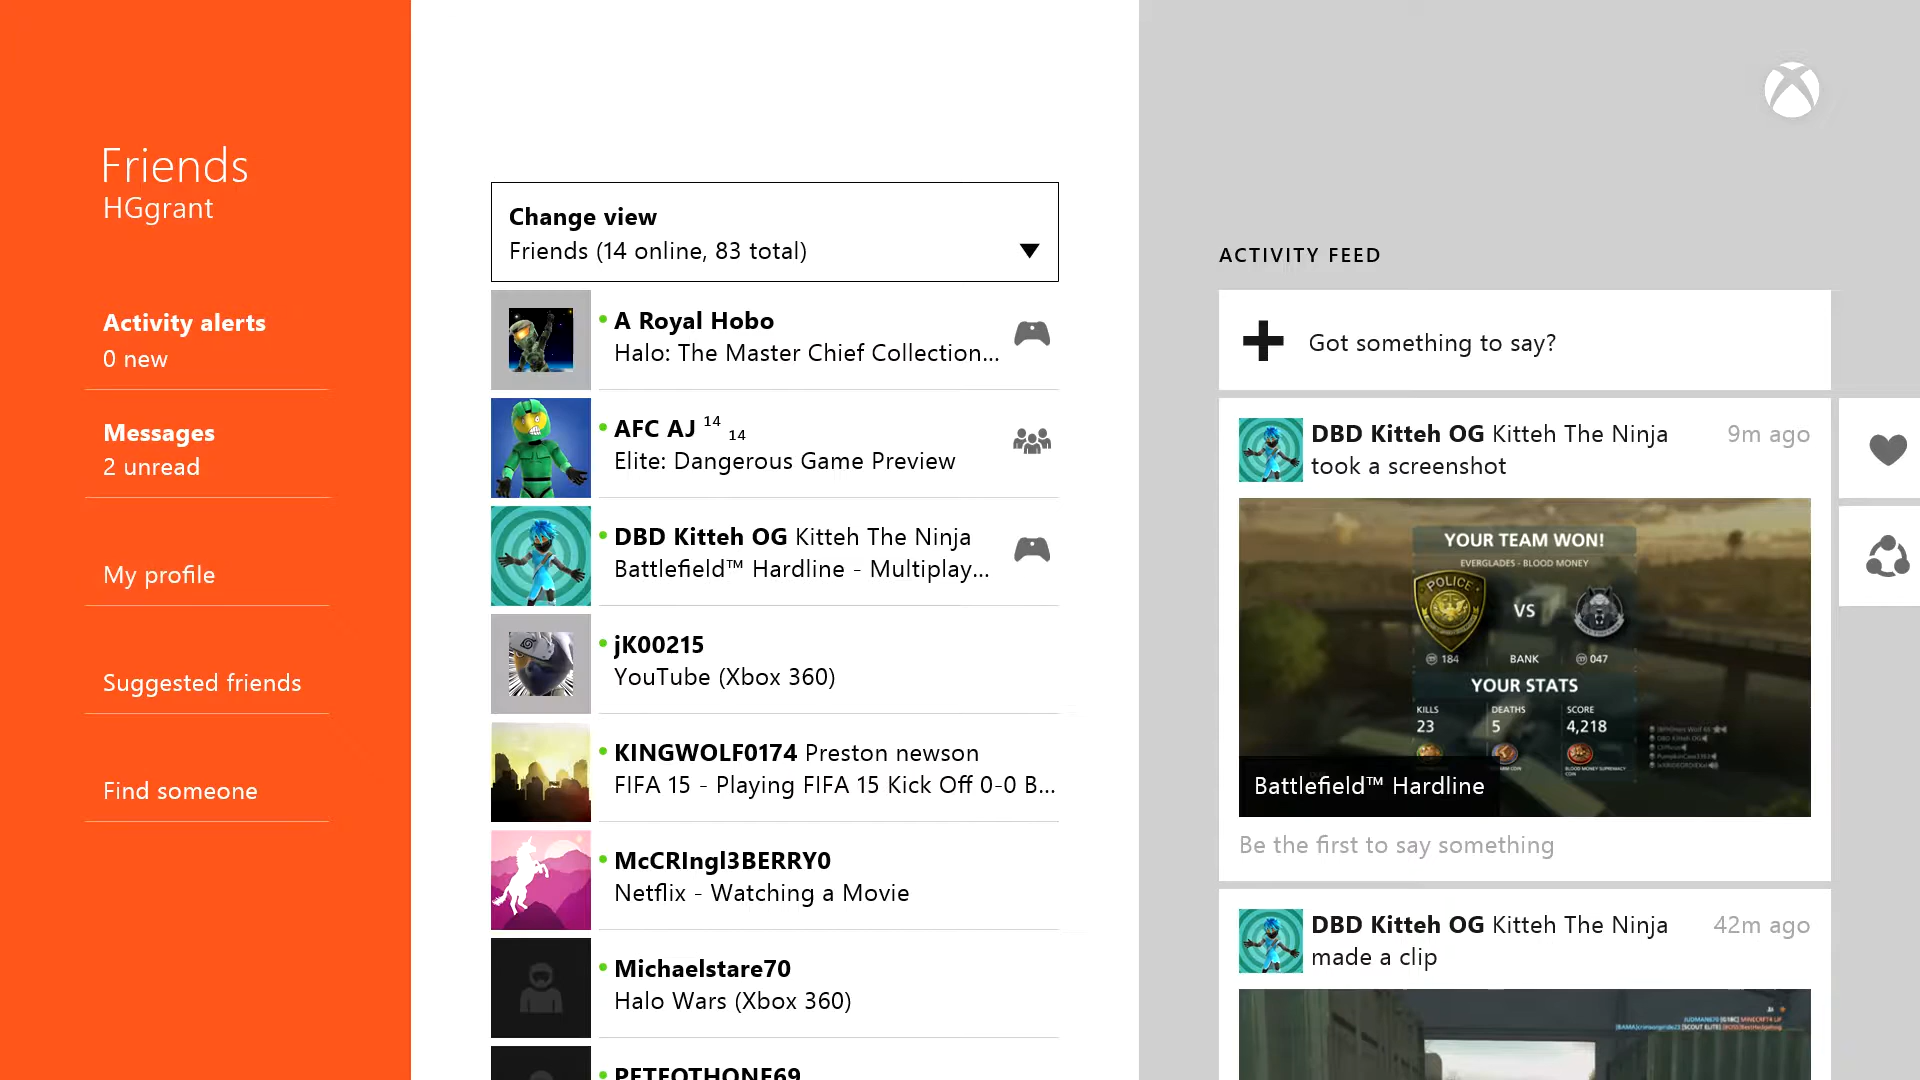 Friends
HGgrant
Activity alerts
0 new
Messages
2 unread
My profile
Suggested friends
Find someone
Change view
Friends (14 online, 83 total)
A Royal Hobo
Halo: The Master Chief Collection...
AFC AJ 14 14
Elite: Dangerous Game Preview
DBD Kitteh OG Kitteh The Ninja
Battlefield™ Hardline - Multiplay...
jK00215
YouTube (Xbox 360)
KINGWOLF0174 Preston newson
FIFA 15 - Playing FIFA 15 Kick Off 0-0 B...
McCRIngl3BERRY0
Netflix - Watching a Movie
Michaelstare70
Halo Wars (Xbox 360)
PETEOTHONE69
ACTIVITY FEED
Got something to say?
DBD Kitteh OG Kitteh The Ninja 9m ago
took a screenshot
YOUR TEAM WON!
EVERGLADES - BLOOD MONEY
POLICE
VS
184 BANK 047
YOUR STATS
KILLS DEATHS SCORE
23 5 4,218
BLOOD MONEY SUPREMACY
COIN
Battlefield™ Hardline
Be the first to say something
DBD Kitteh OG Kitteh The Ninja 42m ago
made a clip